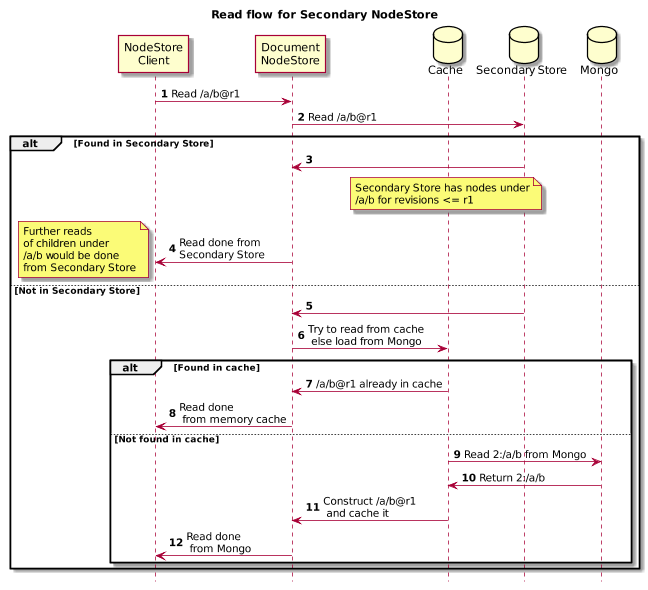 Read flow for Secondary NodeStore
NodeStore
Client
Document
NodeStore
Cache
Secondary Store
Mongo
1 Read /a/b@r1
2 Read /a/b@r1
alt [Found in Secondary Store]
3
Secondary Store has nodes under
/a/b for revisions <= r1
Further reads
of children under
/a/b would be done
from Secondary Store
4 Read done from
Secondary Store
[Not in Secondary Store]
5
6 Try to read from cache
else load from Mongo
alt [Found in cache]
7 /a/b@r1 already in cache
8 Read done
from memory cache
[Not found in cache]
9 Read 2:/a/b from Mongo
10 Return 2:/a/b
11 Construct /a/b@r1
and cache it
12 Read done
from Mongo